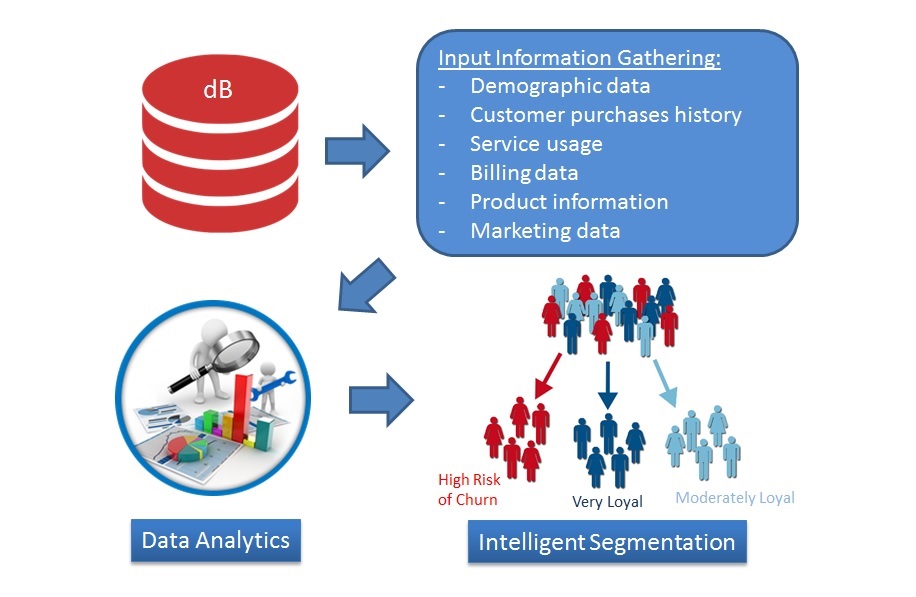 dB
Input Information Gathering:
- Demographic data
- Customer purchases history
- Service usage
- Billing data
- Product information
- Marketing data
High Risk
of Churn
Very Loyal
Moderately Loyal
Data Analytics
Intelligent Segmentation